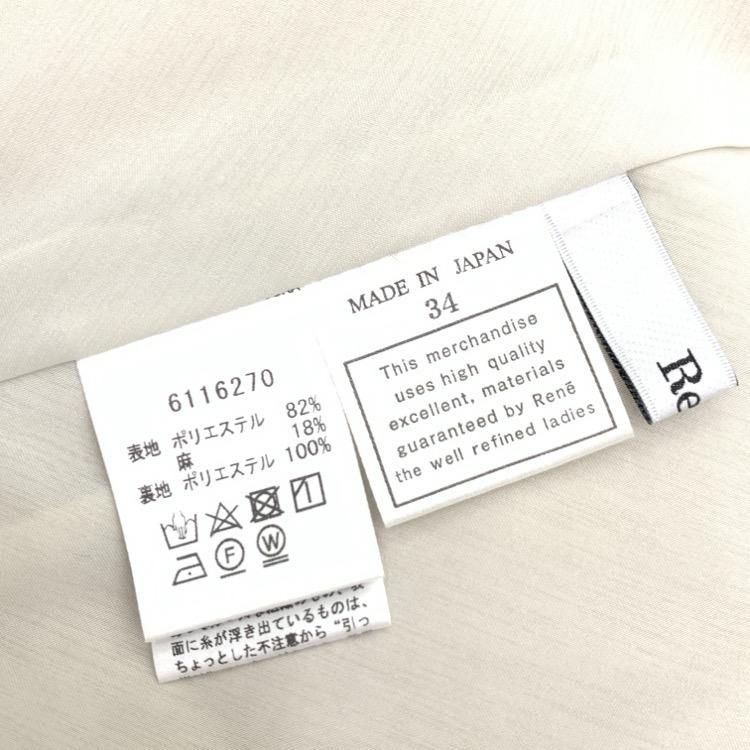 6116270
表地 ポリエステル 82%
麻 18%
裏地 ポリエステル 100%
F
W
面に糸が浮き出ているものは、
ちょっとした不注意から “引っ
MADE IN JAPAN
34
This merchandise
uses high quality
excellent, materials
guaranteed by Renē
the well refined ladies
Re